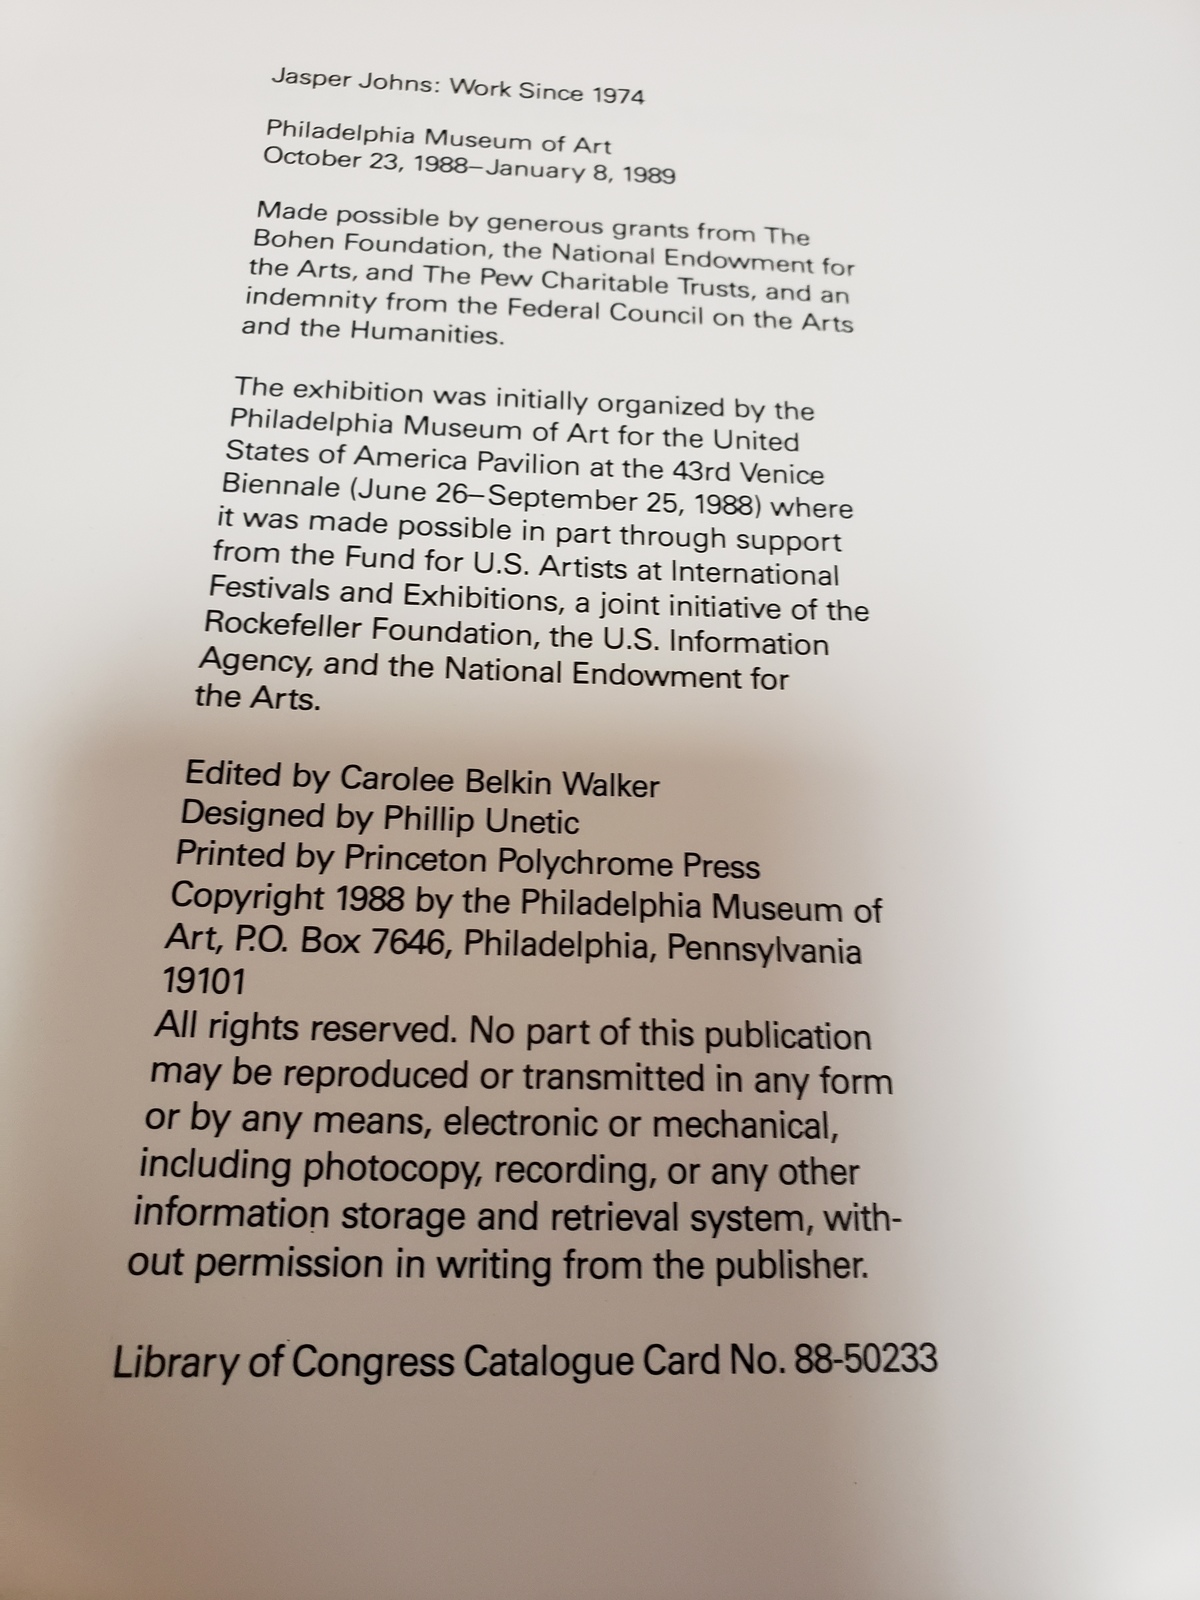 Jasper Johns: Work Since 1974
Philadelphia Museum of Art
October 23, 1988–January 8, 1989
Made possible by generous grants from The
Bohen Foundation, the National Endowment for
the Arts, and The Pew Charitable Trusts, and an
indemnity from the Federal Council on the Arts
and the Humanities.
The exhibition was initially organized by the
Philadelphia Museum of Art for the United
States of America Pavilion at the 43rd Venice
Biennale (June 26–September 25, 1988) where
it was made possible in part through support
from the Fund for U.S. Artists at International
Festivals and Exhibitions, a joint initiative of the
Rockefeller Foundation, the U.S. Information
Agency, and the National Endowment for
the Arts.
Edited by Carolee Belkin Walker
Designed by Phillip Unetic
Printed by Princeton Polychrome Press
Copyright 1988 by the Philadelphia Museum of
Art, P.O. Box 7646, Philadelphia, Pennsylvania
19101
All rights reserved. No part of this publication
may be reproduced or transmitted in any form
or by any means, electronic or mechanical,
including photocopy, recording, or any other
information storage and retrieval system, with-
out permission in writing from the publisher.
Library of Congress Catalogue Card No. 88-50233